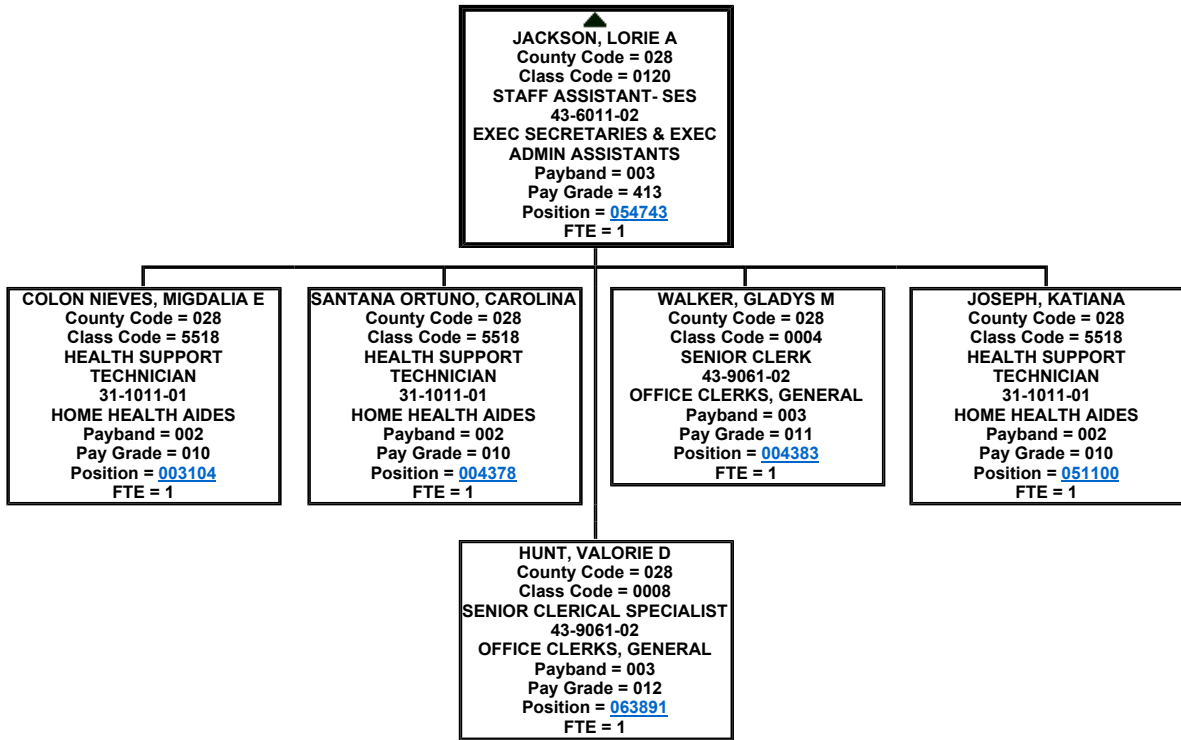 JACKSON, LORIE A
County Code = 028
Class Code = 0120
STAFF ASSISTANT- SES
43-6011-02
EXEC SECRETARIES & EXEC
ADMIN ASSISTANTS
Payband = 003
Pay Grade = 413
Position = 054743
FTE = 1
COLON NIEVES, MIGDALIA E
County Code = 028
Class Code = 5518
HEALTH SUPPORT
TECHNICIAN
31-1011-01
HOME HEALTH AIDES
Payband = 002
Pay Grade = 010
Position = 003104
FTE = 1
SANTANA ORTUNO, CAROLINA
County Code = 028
Class Code = 5518
HEALTH SUPPORT
TECHNICIAN
31-1011-01
HOME HEALTH AIDES
Payband = 002
Pay Grade = 010
Position = 004378
FTE = 1
WALKER, GLADYS M
County Code = 028
Class Code = 0004
SENIOR CLERK
43-9061-02
OFFICE CLERKS, GENERAL
Payband = 003
Pay Grade = 011
Position = 004383
FTE = 1
JOSEPH, KATIANA
County Code = 028
Class Code = 5518
HEALTH SUPPORT
TECHNICIAN
31-1011-01
HOME HEALTH AIDES
Payband = 002
Pay Grade = 010
Position = 051100
FTE = 1
HUNT, VALORIE D
County Code = 028
Class Code = 0008
SENIOR CLERICAL SPECIALIST
43-9061-02
OFFICE CLERKS, GENERAL
Payband = 003
Pay Grade = 012
Position = 063891
FTE = 1